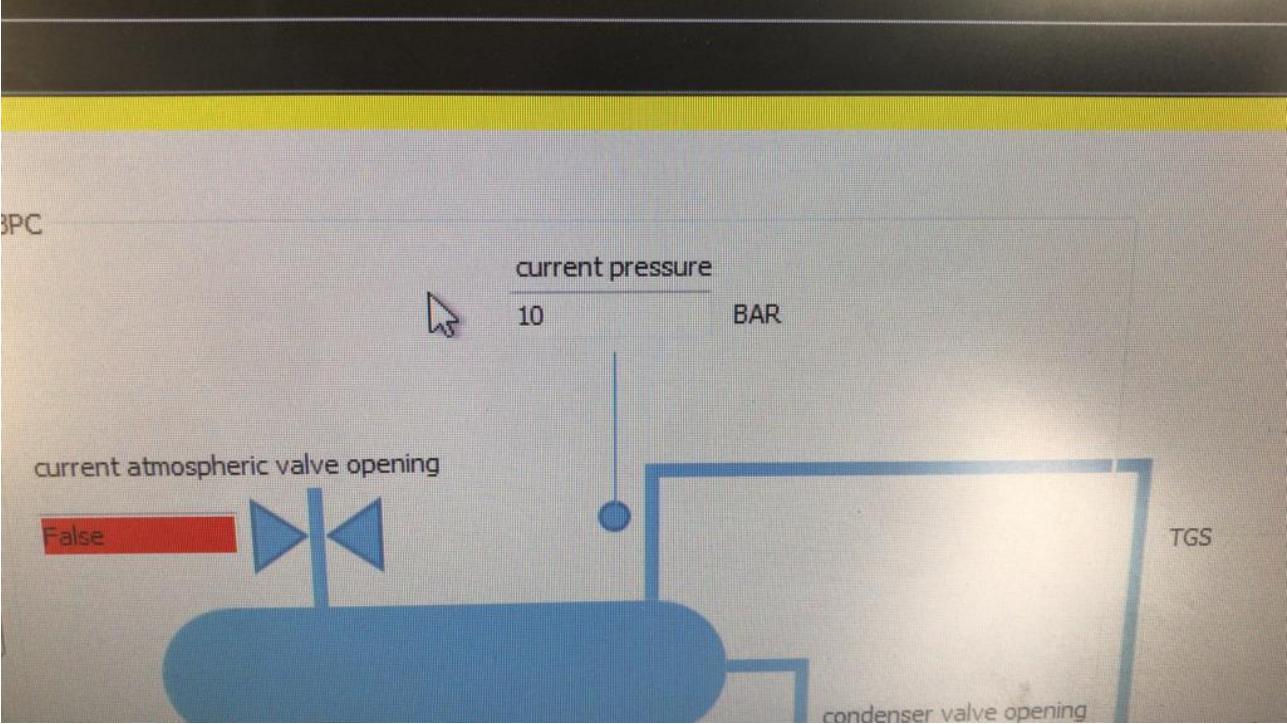 BPC
current pressure
10 BAR
current atmospheric valve opening
False
TGS
condenser valve opening